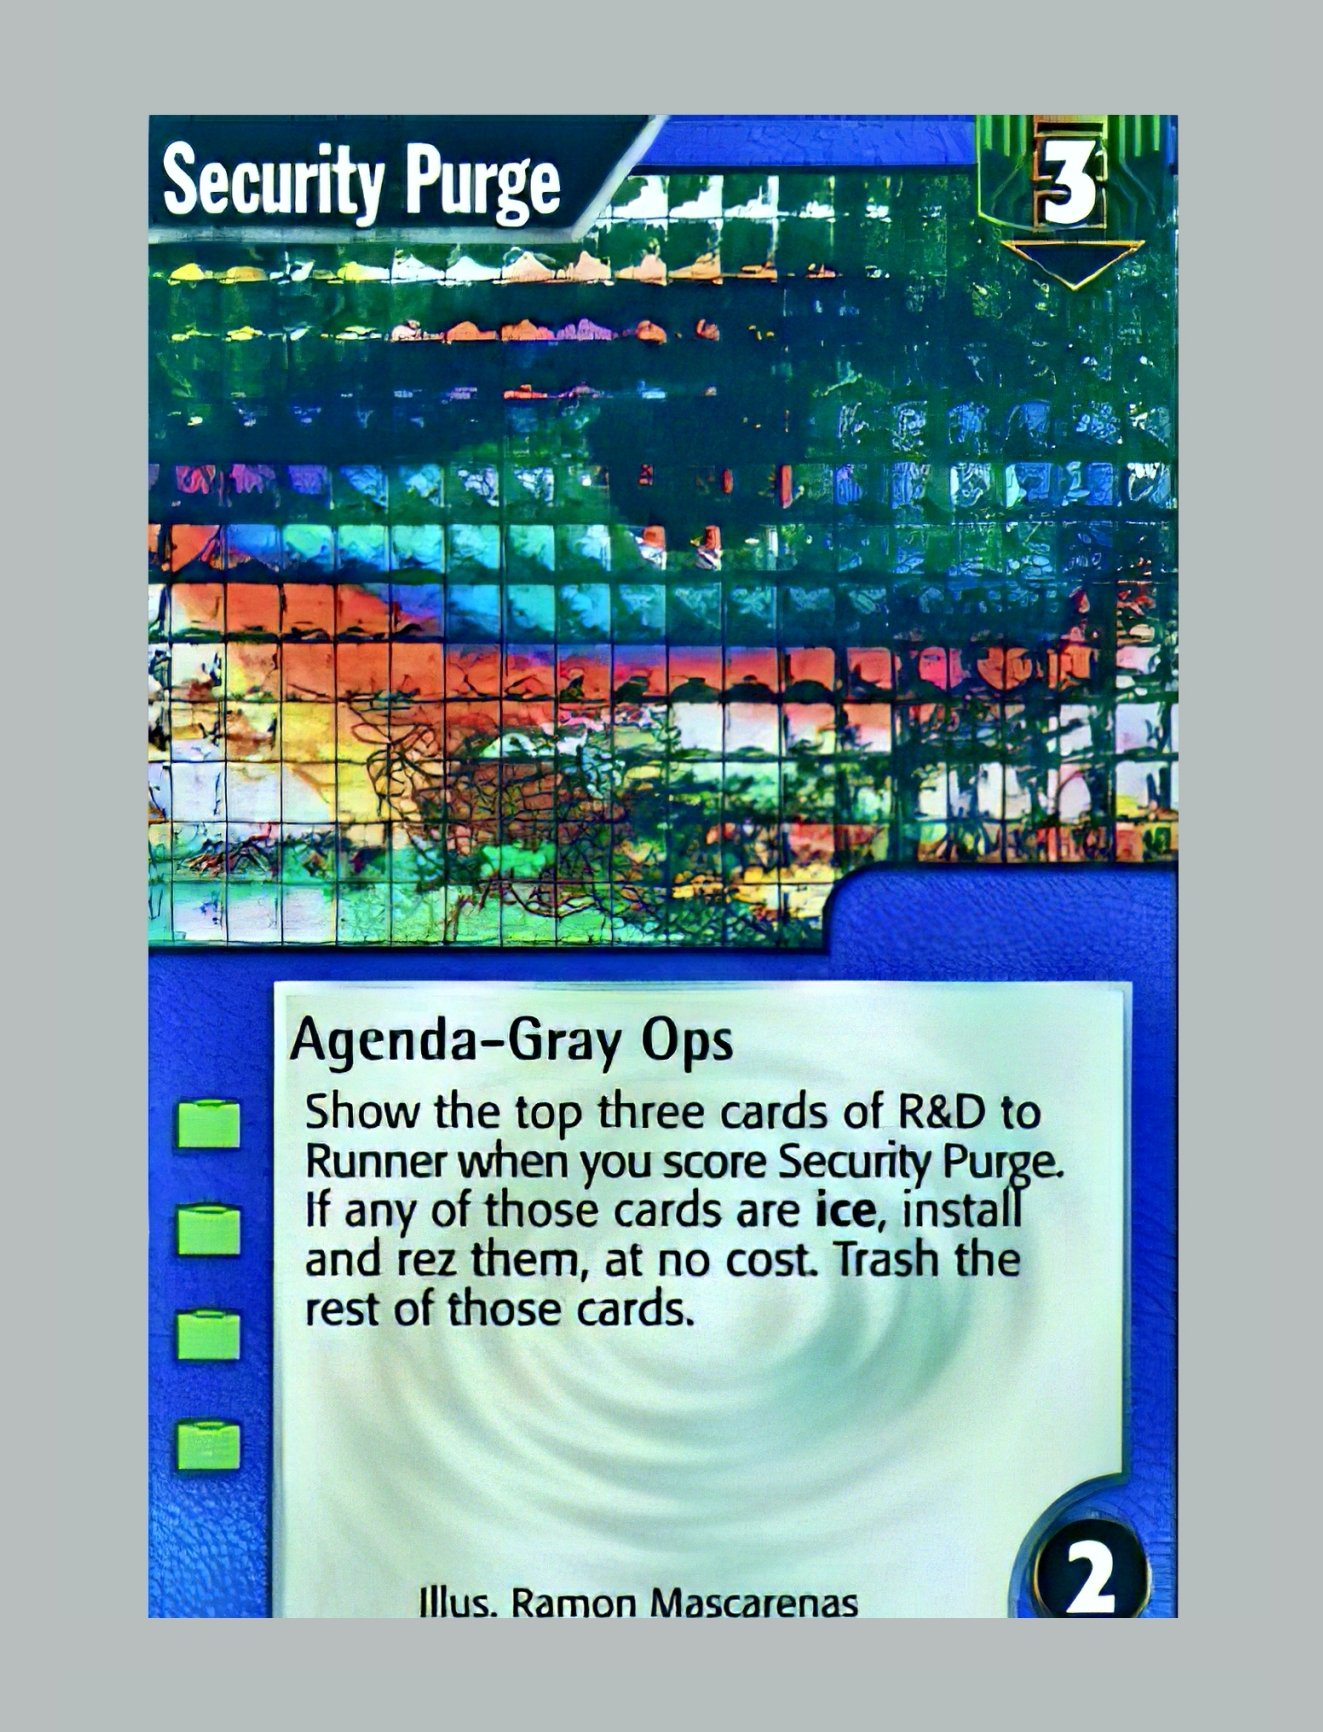 Security Purge
3
Agenda-Gray Ops
Show the top three cards of R&D to
Runner when you score Security Purge.
If any of those cards are ice, install
and rez them, at no cost. Trash the
rest of those cards.
2
Illus. Ramon Mascarenas